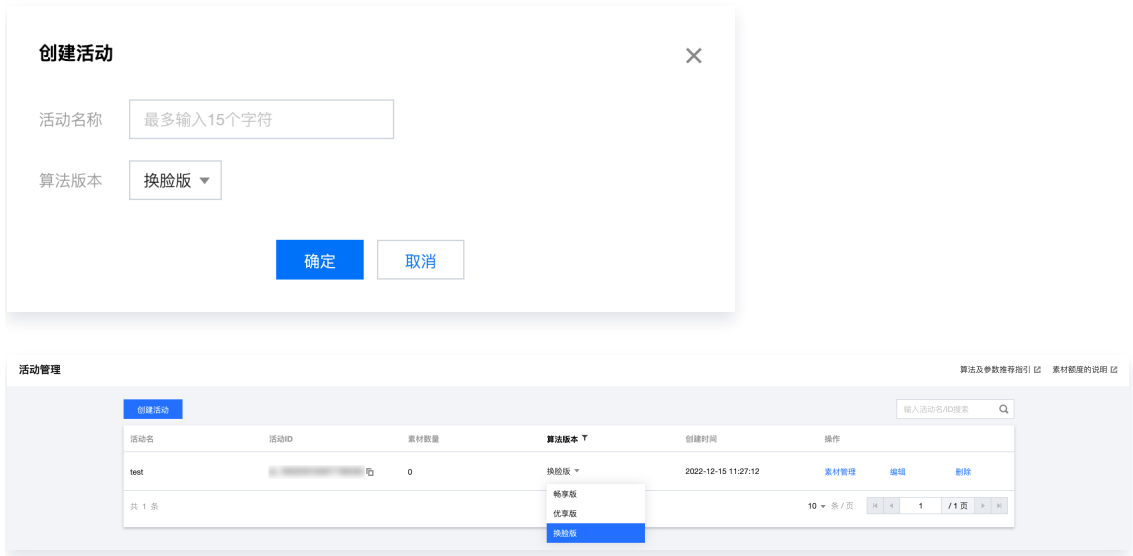 创建活动
活动名称 最多输入15个字符
算法版本 换脸版
确定 取消
活动管理 算法及参数推荐指引 素材额度的说明
创建活动 输入活动名/ID搜索
活动名 活动ID 素材数量 算法版本 创建时间 操作
test 0 换脸版 2022-12-15 11:27:12 素材管理 编辑 删除
畅享版
共 1 条 10 条 / 页 1 / 1 页
优享版
换脸版